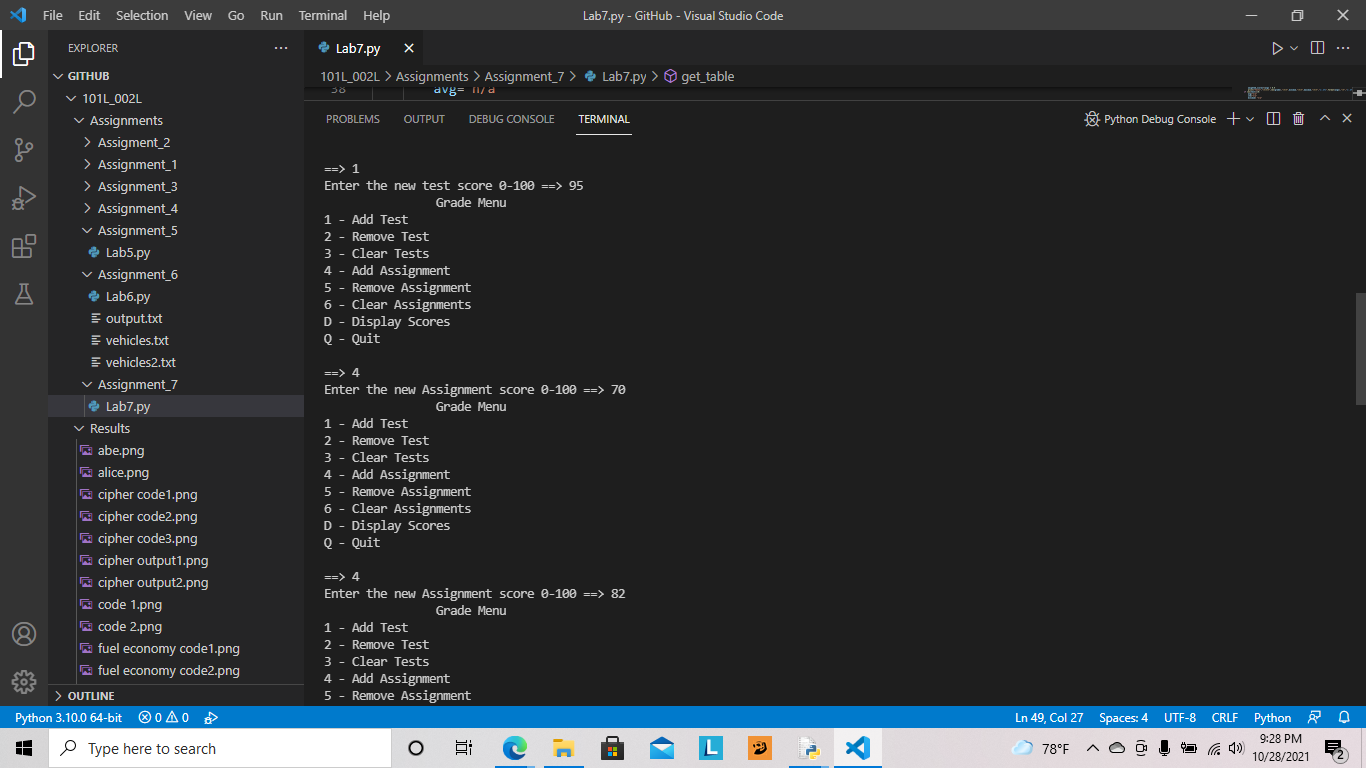 File Edit Selection View Go Run Terminal Help Lab7.py - GitHub - Visual Studio Code
EXPLORER
GITHUB
101L_002L
Assignments
Assigment_2
Assignment_1
Assignment_3
Assignment_4
Assignment_5
Lab5.py
Assignment_6
Lab6.py
output.txt
vehicles.txt
vehicles2.txt
Assignment_7
Lab7.py
Results
abe.png
alice.png
cipher code1.png
cipher code2.png
cipher code3.png
cipher output1.png
cipher output2.png
code 1.png
code 2.png
fuel economy code1.png
fuel economy code2.png
OUTLINE
Lab7.py
101L_002L > Assignments > Assignment_7 > Lab7.py > get_table
38 avg='n/a
PROBLEMS OUTPUT DEBUG CONSOLE TERMINAL Python Debug Console
==> 1
Enter the new test score 0-100 ==> 95
Grade Menu
1 - Add Test
2 - Remove Test
3 - Clear Tests
4 - Add Assignment
5 - Remove Assignment
6 - Clear Assignments
D - Display Scores
Q - Quit
==> 4
Enter the new Assignment score 0-100 ==> 70
Grade Menu
1 - Add Test
2 - Remove Test
3 - Clear Tests
4 - Add Assignment
5 - Remove Assignment
6 - Clear Assignments
D - Display Scores
Q - Quit
==> 4
Enter the new Assignment score 0-100 ==> 82
Grade Menu
1 - Add Test
2 - Remove Test
3 - Clear Tests
4 - Add Assignment
5 - Remove Assignment
Python 3.10.0 64-bit 0 0 Ln 49, Col 27 Spaces: 4 UTF-8 CRLF Python
Type here to search
L
78°F
9:28 PM
10/28/2021
2